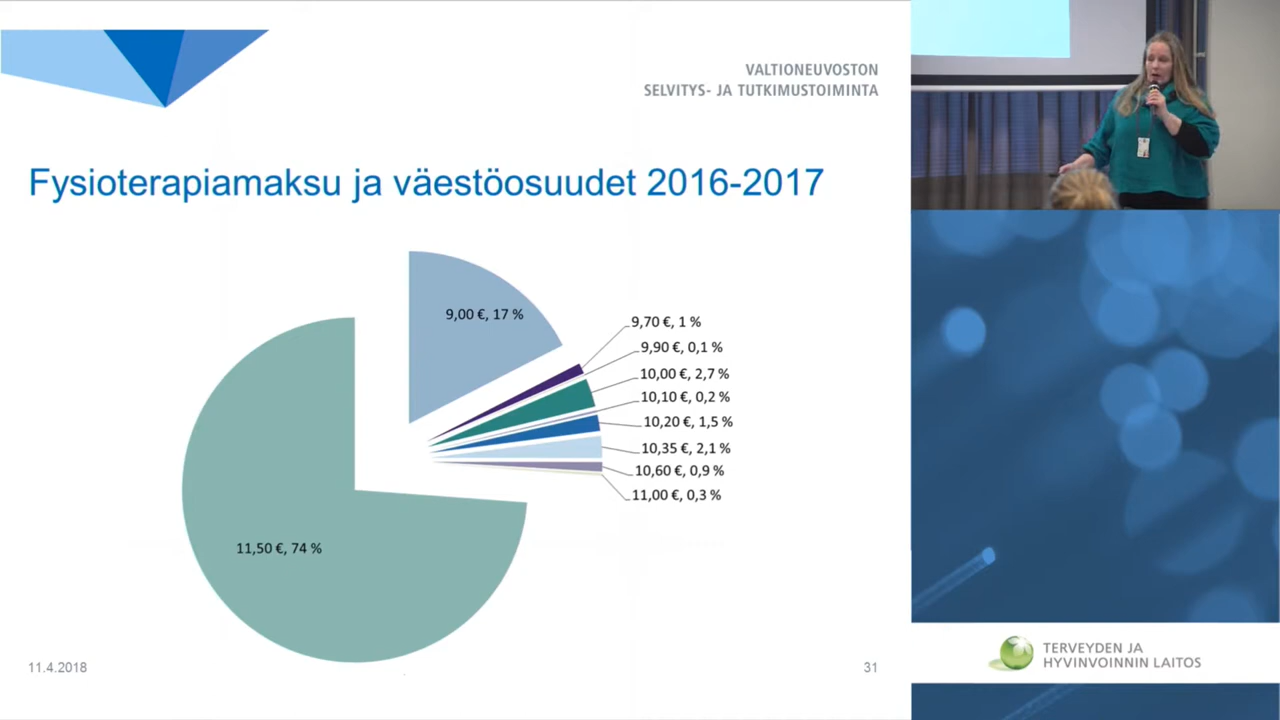 VALTIONEUVOSTON
SELVITYS- JA TUTKIMUSTOIMINTA
Fysioterapiamaksu ja väestöosuudet 2016-2017
9,00 €, 17 %
9,70 €, 1 %
9,90 €, 0,1 %
10,00 €, 2,7 %
10,10 €, 0,2 %
10,20 €, 1,5 %
10,35 €, 2,1 %
10,60 €, 0,9 %
11,00 €, 0,3 %
11,50 €, 74 %
11.4.2018
31
TERVEYDEN JA
HYVINVOINNIN LAITOS